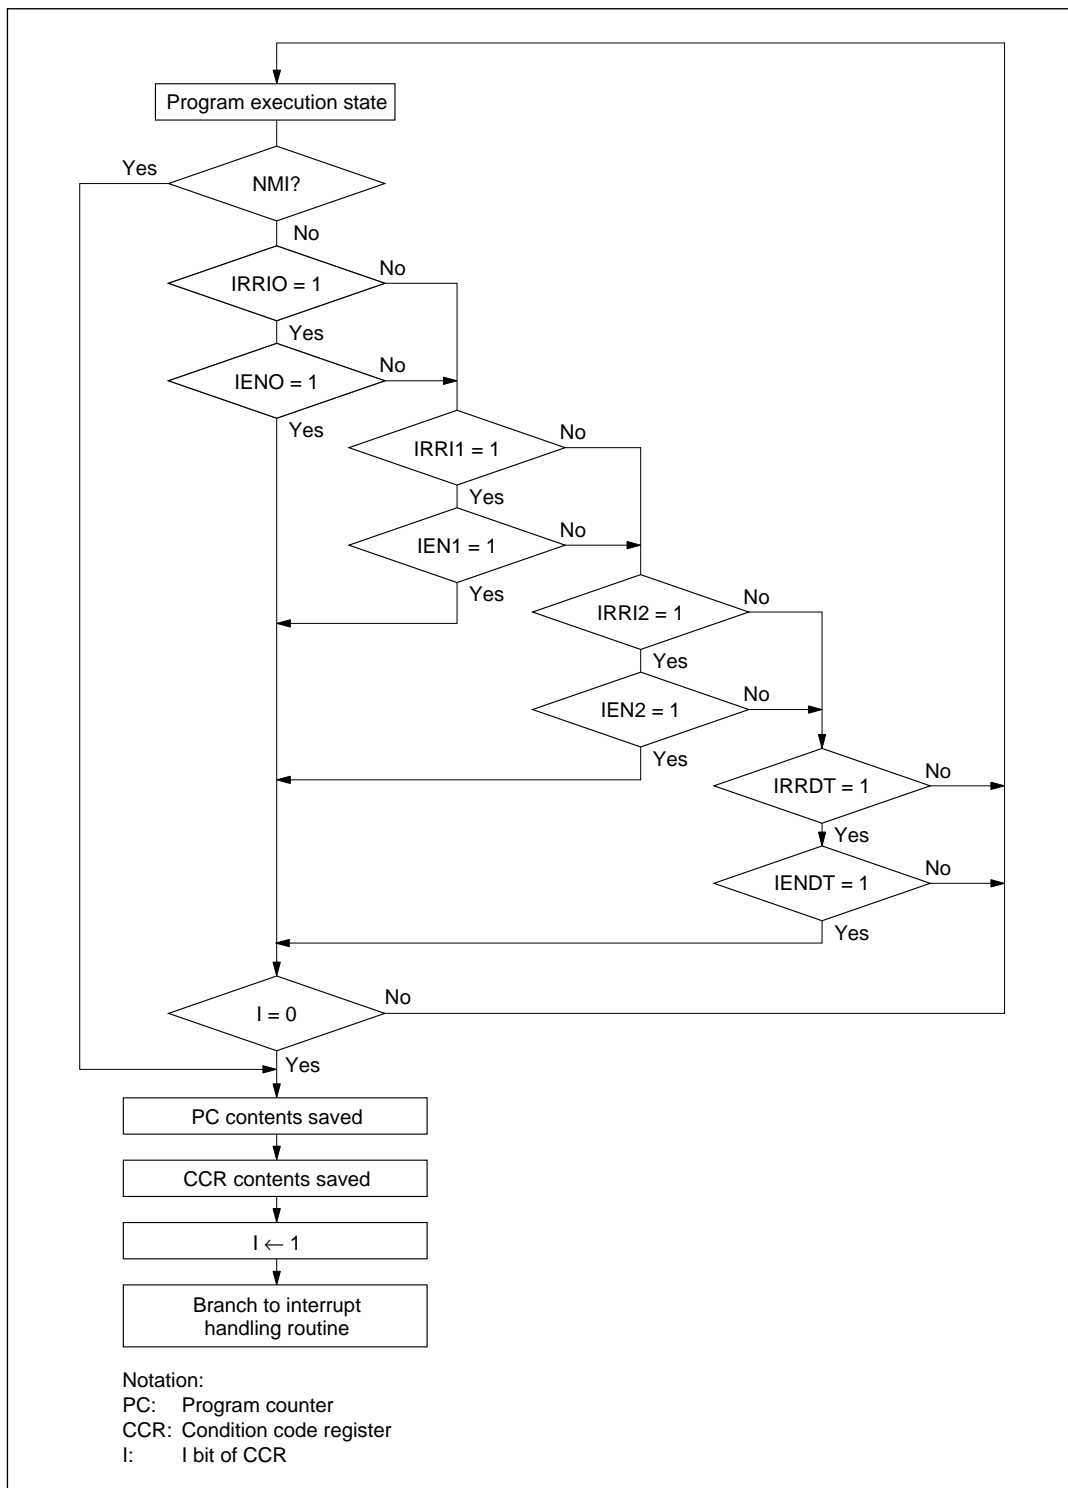 Program execution state
Yes
NMI?
No
IRRIO = 1
No
Yes
IENO = 1
No
Yes
IRRI1 = 1
No
Yes
IEN1 = 1
No
Yes
IRRI2 = 1
No
Yes
IEN2 = 1
No
Yes
IRRDT = 1
No
Yes
IENDT = 1
No
Yes
I = 0
No
Yes
PC contents saved
CCR contents saved
I ← 1
Branch to interrupt
handling routine
Notation:
PC: Program counter
CCR: Condition code register
I: I bit of CCR